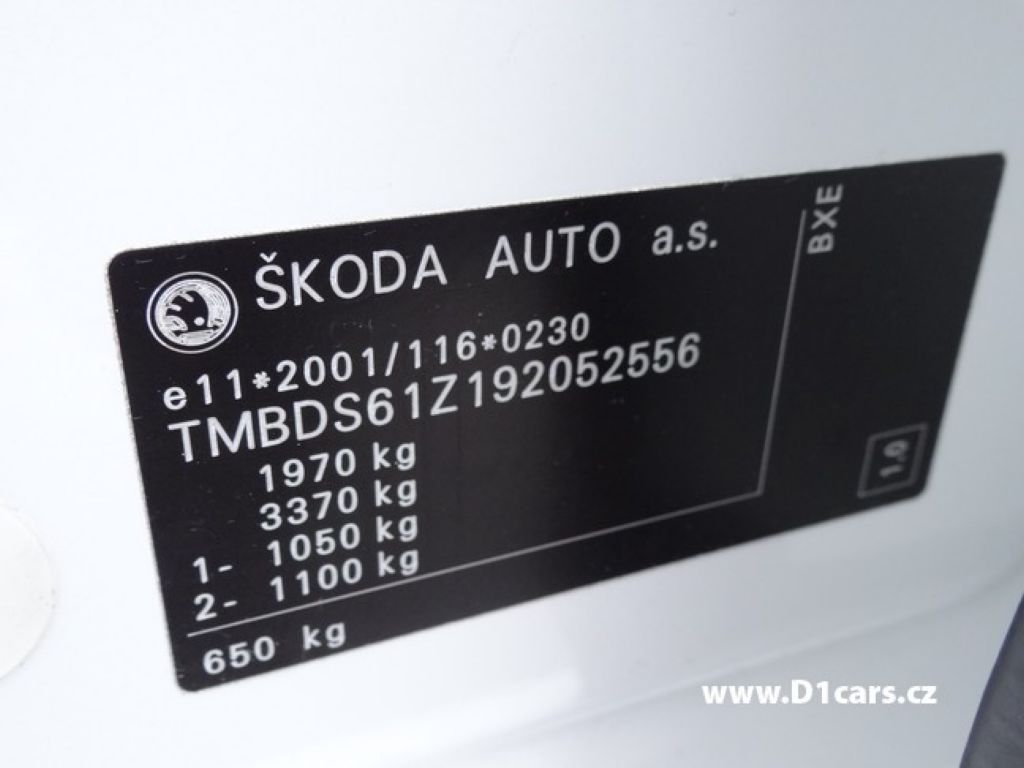 ŠKODA AUTO a.s.
BXE
e11*2001/116*0230
TMBDS61Z192052556
1970 kg
3370 kg
1- 1050 kg
2- 1100 kg
650 kg
1.0
www.D1cars.cz